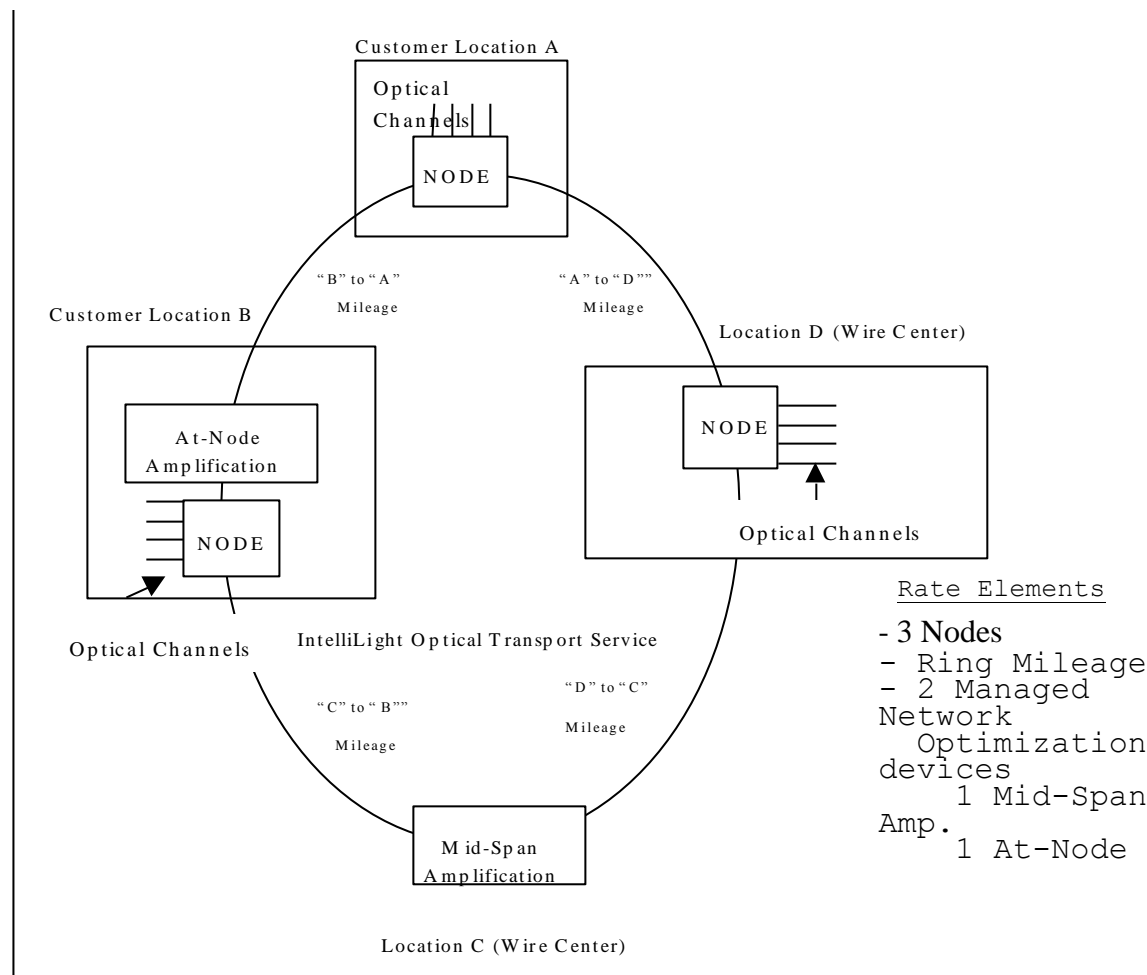 Customer Location A
Optical
Channels
NODE
“B” to “A”
Mileage
“A” to “D””
Mileage
Customer Location B
Location D (Wire Center)
At-Node
Amplification
NODE
NODE
Optical Channels
Optical Channels
IntelliLight Optical Transport Service
“C” to “B””
Mileage
“D” to “C”
Mileage
Mid-Span
Amplification
Location C (Wire Center)
Rate Elements
- 3 Nodes
- Ring Mileage
- 2 Managed
Network
Optimization
devices
1 Mid-Span
Amp.
1 At-Node